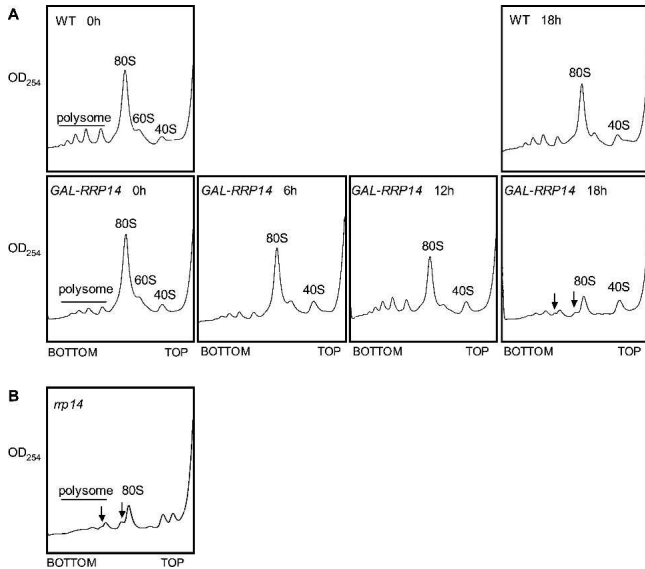 A
WT 0h
WT 18h
OD254
80S
polysome
60S
40S
80S
40S
GAL-RRP14 0h
GAL-RRP14 6h
GAL-RRP14 12h
GAL-RRP14 18h
OD254
80S
polysome
60S
40S
80S
40S
80S
40S
80S
40S
BOTTOM TOP
BOTTOM TOP
BOTTOM TOP
BOTTOM TOP
B
rrp14
OD254
polysome 80S
BOTTOM TOP